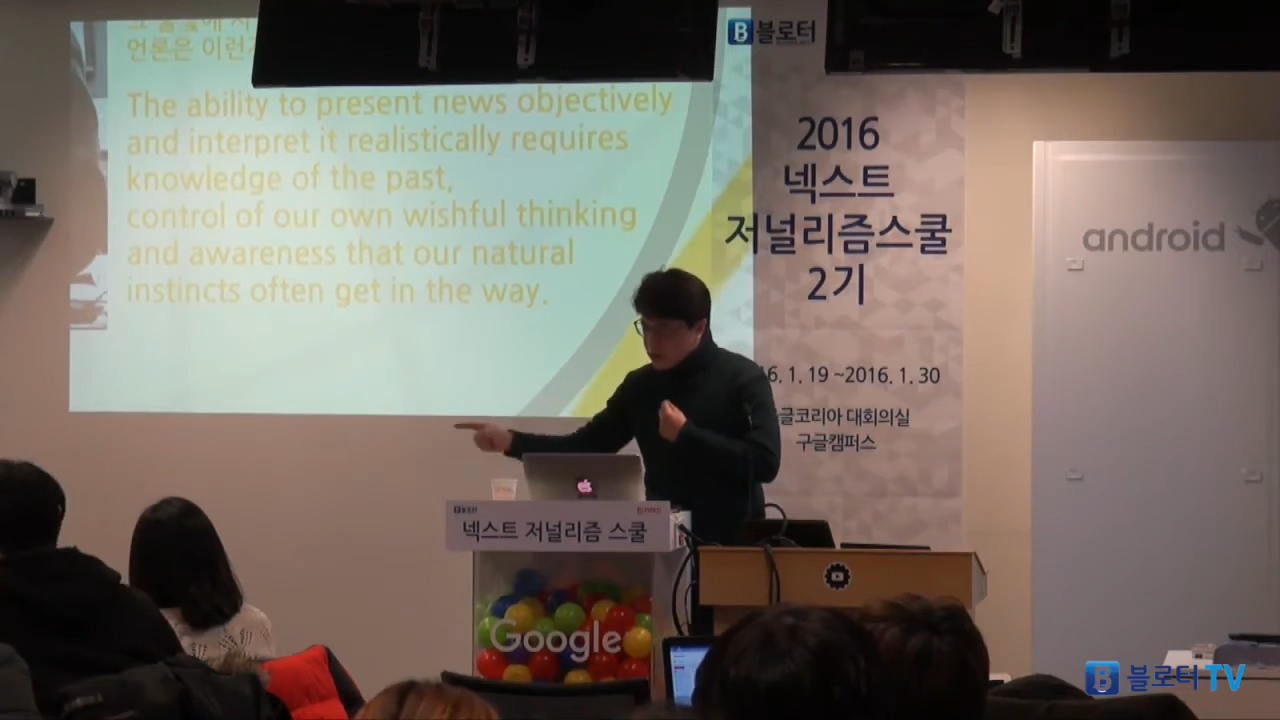 언론은 이런
The ability to present news objectively
and interpret it realistically requires
knowledge of the past,
control of our own wishful thinking
and awareness that our natural
instincts often get in the way.
B 블로터
2016
넥스트
저널리즘스쿨
2기
6. 1. 19 ~2016. 1. 30
글코리아 대회의실
구글캠퍼스
android
넥스트 저널리즘 스쿨
Google
B 블로터TV